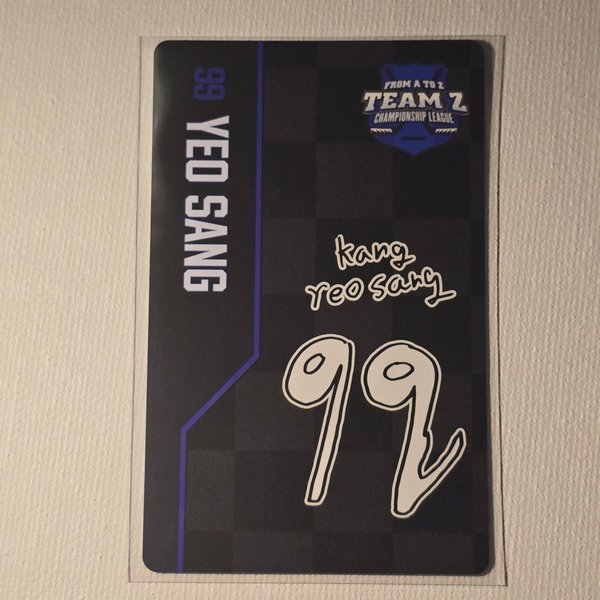 99 YEO SANG
FROM A TO Z
TEAM Z
CHAMPIONSHIP LEAGUE
kang
yeo sang
99